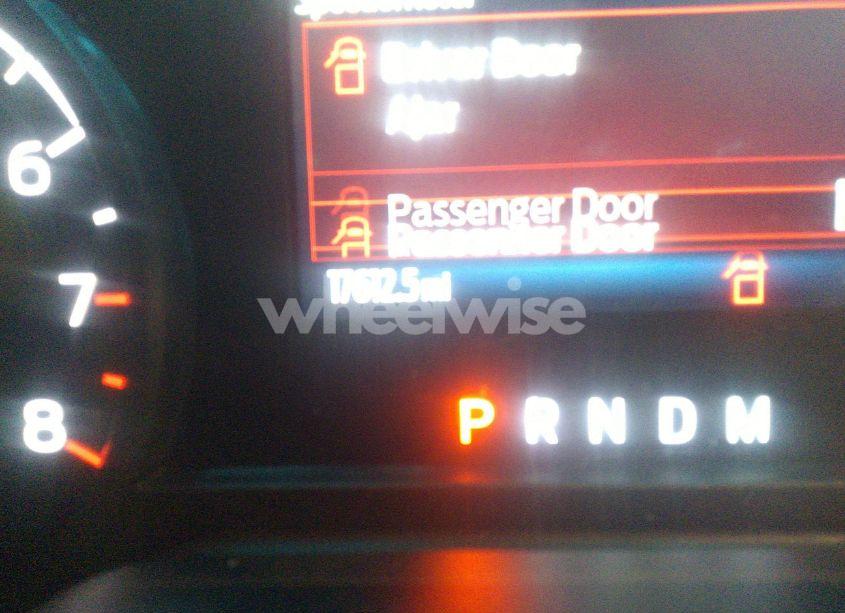 Driver Door
Ajar
Passenger Door
6
7
8
17612.5 mi
wheelwise
P R N D M